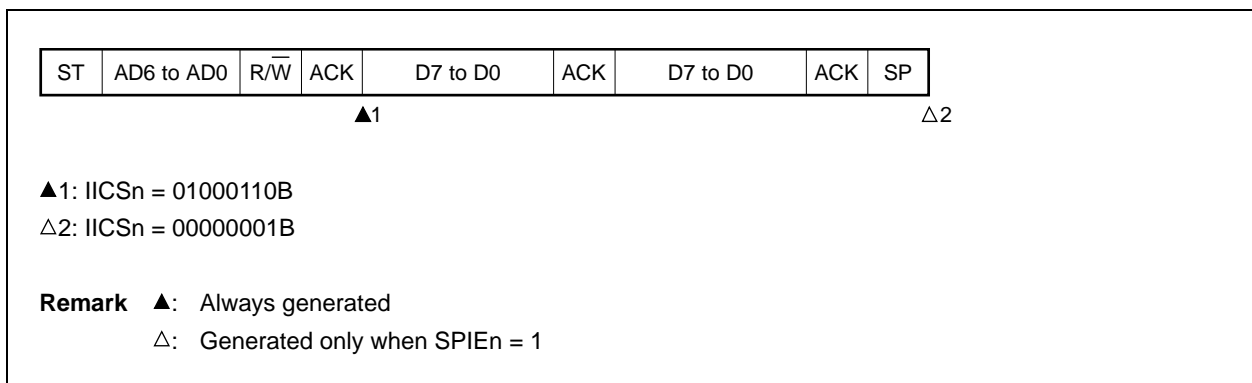 ST AD6 to AD0 R/W̅ ACK D7 to D0 ACK D7 to D0 ACK SP
▲1 △2
▲1: IICSn = 01000110B
△2: IICSn = 00000001B
Remark ▲: Always generated
△: Generated only when SPIEn = 1